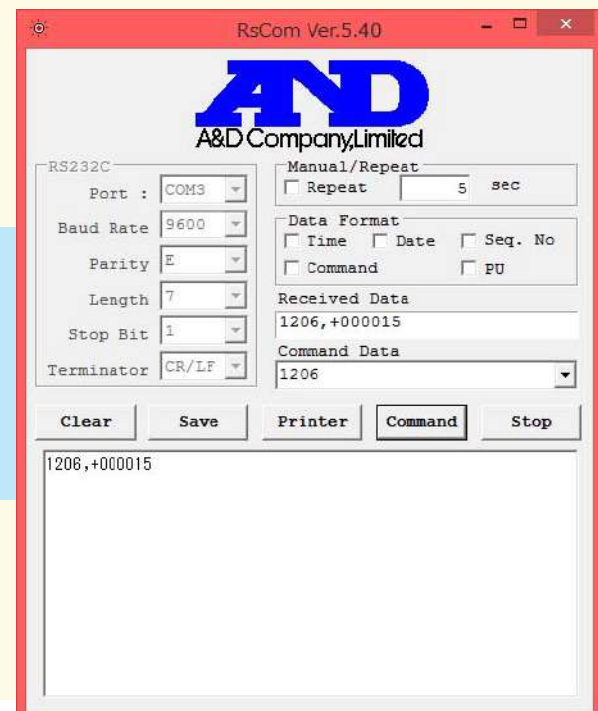 RsCom Ver.5.40
AND
A&D Company,Limited
RS232C
Port : COM3
Baud Rate 9600
Parity E
Length 7
Stop Bit 1
Terminator CR/LF
Manual/Repeat
Repeat 5 sec
Data Format
Time Date Seq. No
Command PU
Received Data
1206,+000015
Command Data
1206
Clear Save Printer Command Stop
1206,+000015